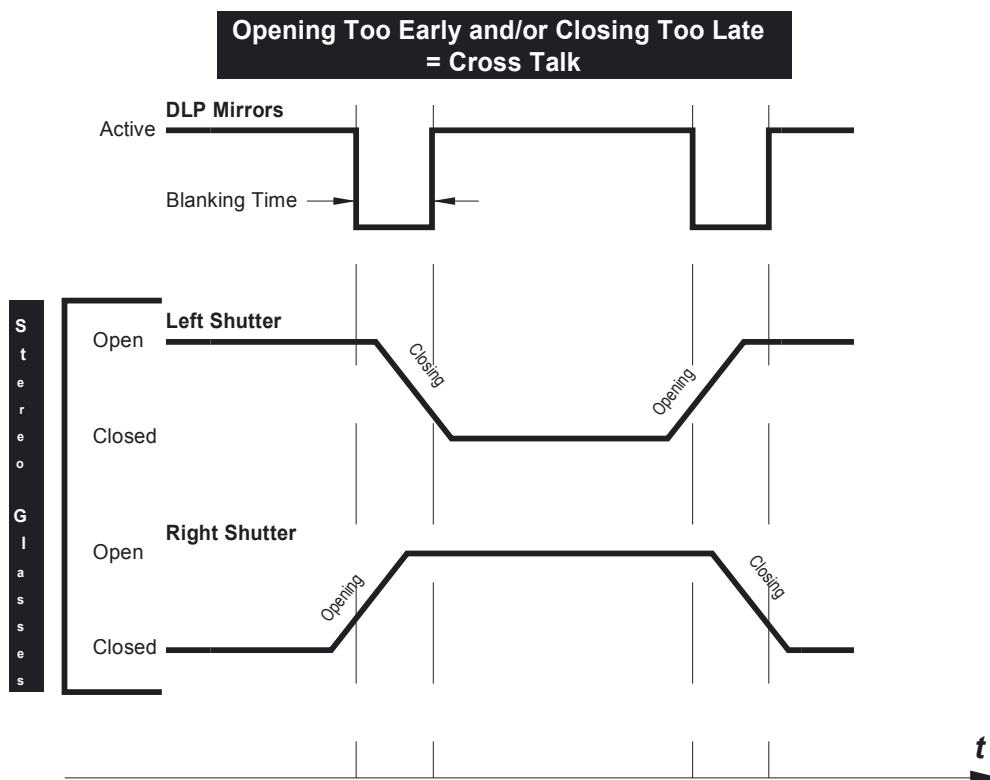 Opening Too Early and/or Closing Too Late
= Cross Talk
DLP Mirrors
Active
Blanking Time
Stereo Glasses
Left Shutter
Open
Closing
Opening
Closed
Right Shutter
Open
Opening
Closing
Closed
t